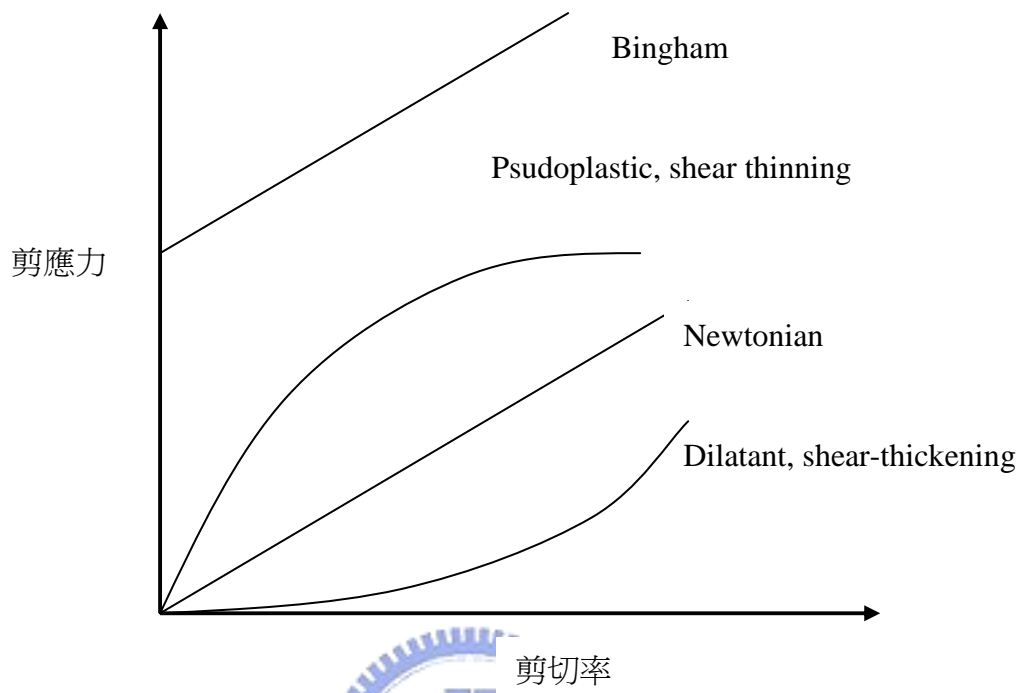 Bingham
Psudoplastic, shear thinning
剪應力
Newtonian
Dilatant, shear-thickening
剪切率